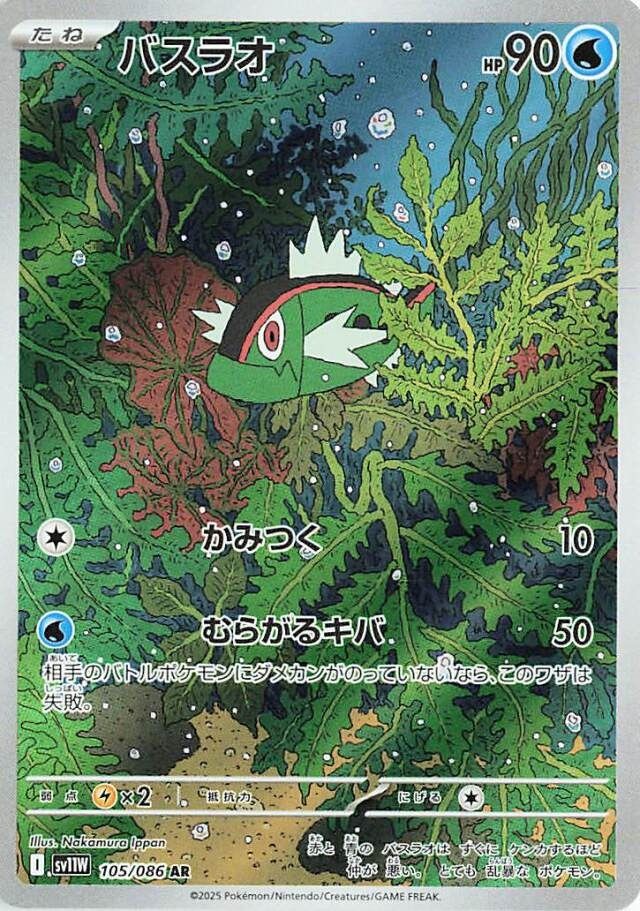 たね
バスラオ
HP90
かみつく 10
むらがるキバ 50
相手のバトルポケモンにダメカンがのっていないなら、このワザは
失敗。
弱点 ×2 抵抗力 にげる
Illus. Nakamura Ippan
I sv11W 105/086 AR
赤と 青の バスラオは すぐに ケンカするほど
仲が 悪い。 とても 乱暴な ポケモン。
©2025 Pokémon/Nintendo/Creatures/GAME FREAK.